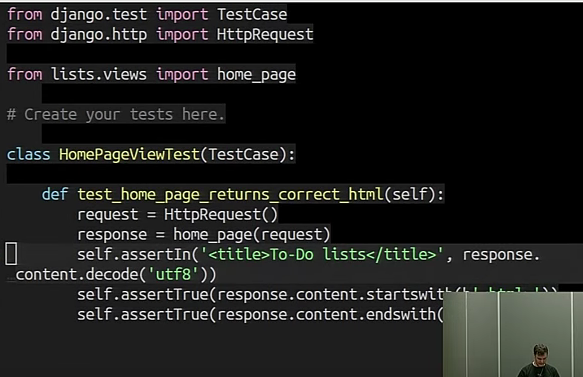 from django.test import TestCase
from django.http import HttpRequest
from lists.views import home_page
# Create your tests here.
class HomePageViewTest(TestCase):
def test_home_page_returns_correct_html(self):
request = HttpRequest()
response = home_page(request)
self.assertIn('<title>To-Do lists</title>', response.
content.decode('utf8'))
self.assertTrue(response.content.startswith(
self.assertTrue(response.content.endswith(